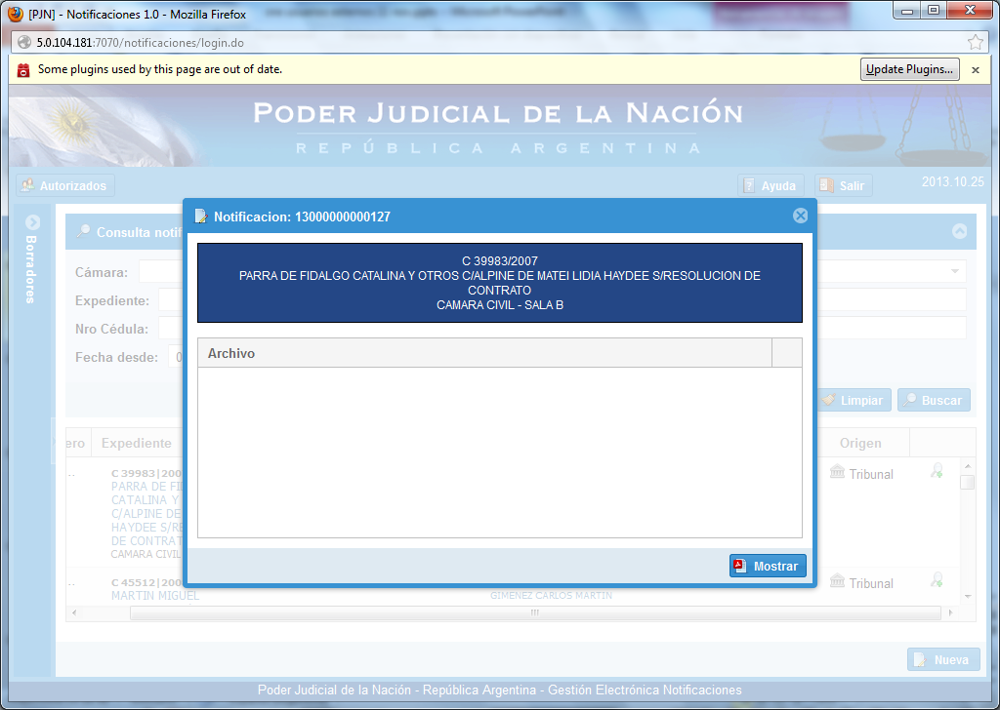 [PJN] - Notificaciones 1.0 - Mozilla Firefox
5.0.104.181:7070/notificaciones/login.do
Some plugins used by this page are out of date.
Update Plugins...
PODER JUDICIAL DE LA NACIÓN
REPÚBLICA ARGENTINA
Autorizados
Ayuda
Salir
2013.10.25
Borradores
Consulta notif
Notificacion: 13000000000127
C 39983/2007
PARRA DE FIDALGO CATALINA Y OTROS C/ALPINE DE MATEI LIDIA HAYDEE S/RESOLUCION DE
CONTRATO
CAMARA CIVIL - SALA B
Archivo
Mostrar
Cámara:
Expediente:
Nro Cédula:
Fecha desde: 0
Limpiar
Buscar
ero
Expediente
Origen
.. C 39983|200
PARRA DE FI
CATALINA Y
C/ALPINE DE
HAYDEE S/RE
DE CONTRAT
CAMARA CIVIL
Tribunal
.. C 45512|200
MARTIN MIGUEL
GIMENEZ CARLOS MARTIN
Tribunal
Nueva
Poder Judicial de la Nación - República Argentina - Gestión Electrónica Notificaciones